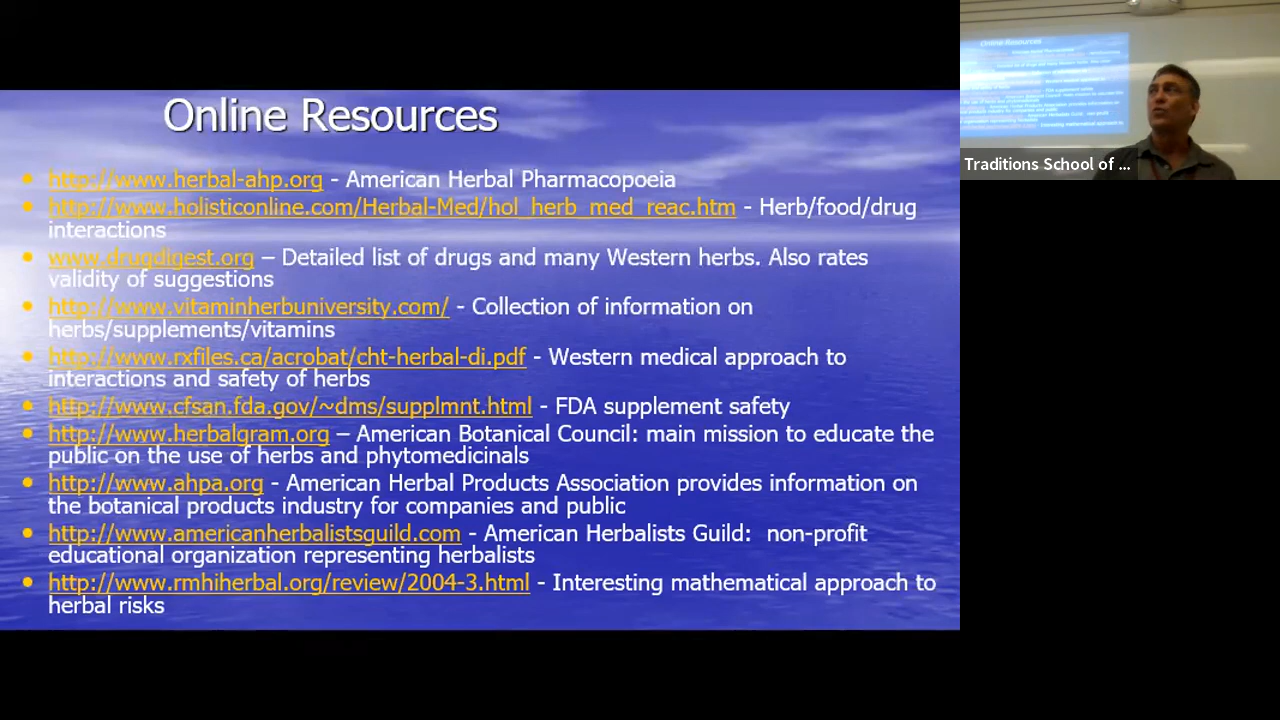 Online Resources
http://www.herbal-ahp.org - American Herbal Pharmacopoeia
http://www.holisticonline.com/Herbal-Med/hol_herb_med_reac.htm - Herb/food/drug
interactions
www.drugdigest.org – Detailed list of drugs and many Western herbs. Also rates
validity of suggestions
http://www.vitaminherbuniversity.com/ - Collection of information on
herbs/supplements/vitamins
http://www.rxfiles.ca/acrobat/cht-herbal-di.pdf - Western medical approach to
interactions and safety of herbs
http://www.cfsan.fda.gov/~dms/supplmnt.html - FDA supplement safety
http://www.herbalgram.org – American Botanical Council: main mission to educate the
public on the use of herbs and phytomedicinals
http://www.ahpa.org - American Herbal Products Association provides information on
the botanical products industry for companies and public
http://www.americanherbalistsguild.com - American Herbalists Guild:  non-profit
educational organization representing herbalists
http://www.rmhiherbal.org/review/2004-3.html - Interesting mathematical approach to
herbal risks
Online Resources
Traditions School of ...